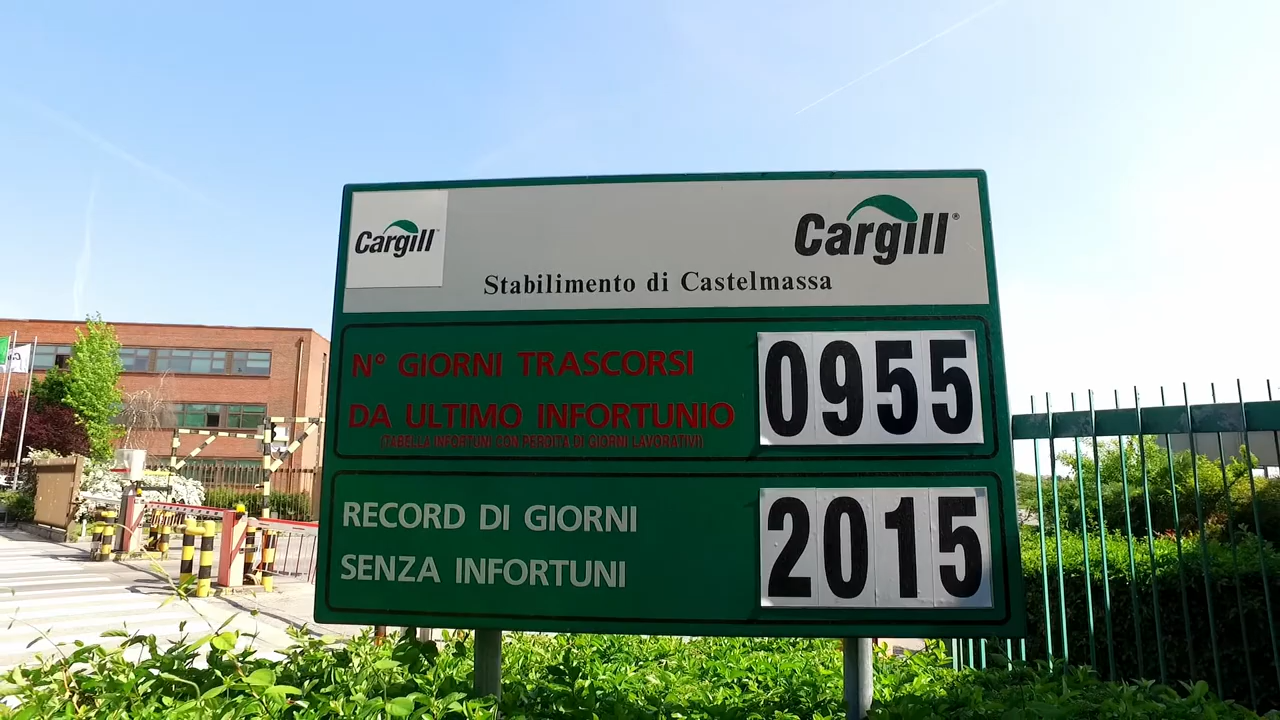 Cargill
Cargill®
Stabilimento di Castelmassa
N° GIORNI TRASCORSI
DA ULTIMO INFORTUNIO
(TABELLA INFORTUNI CON PERDITA DI GIORNI LAVORATIVI)
0955
RECORD DI GIORNI
SENZA INFORTUNI
2015